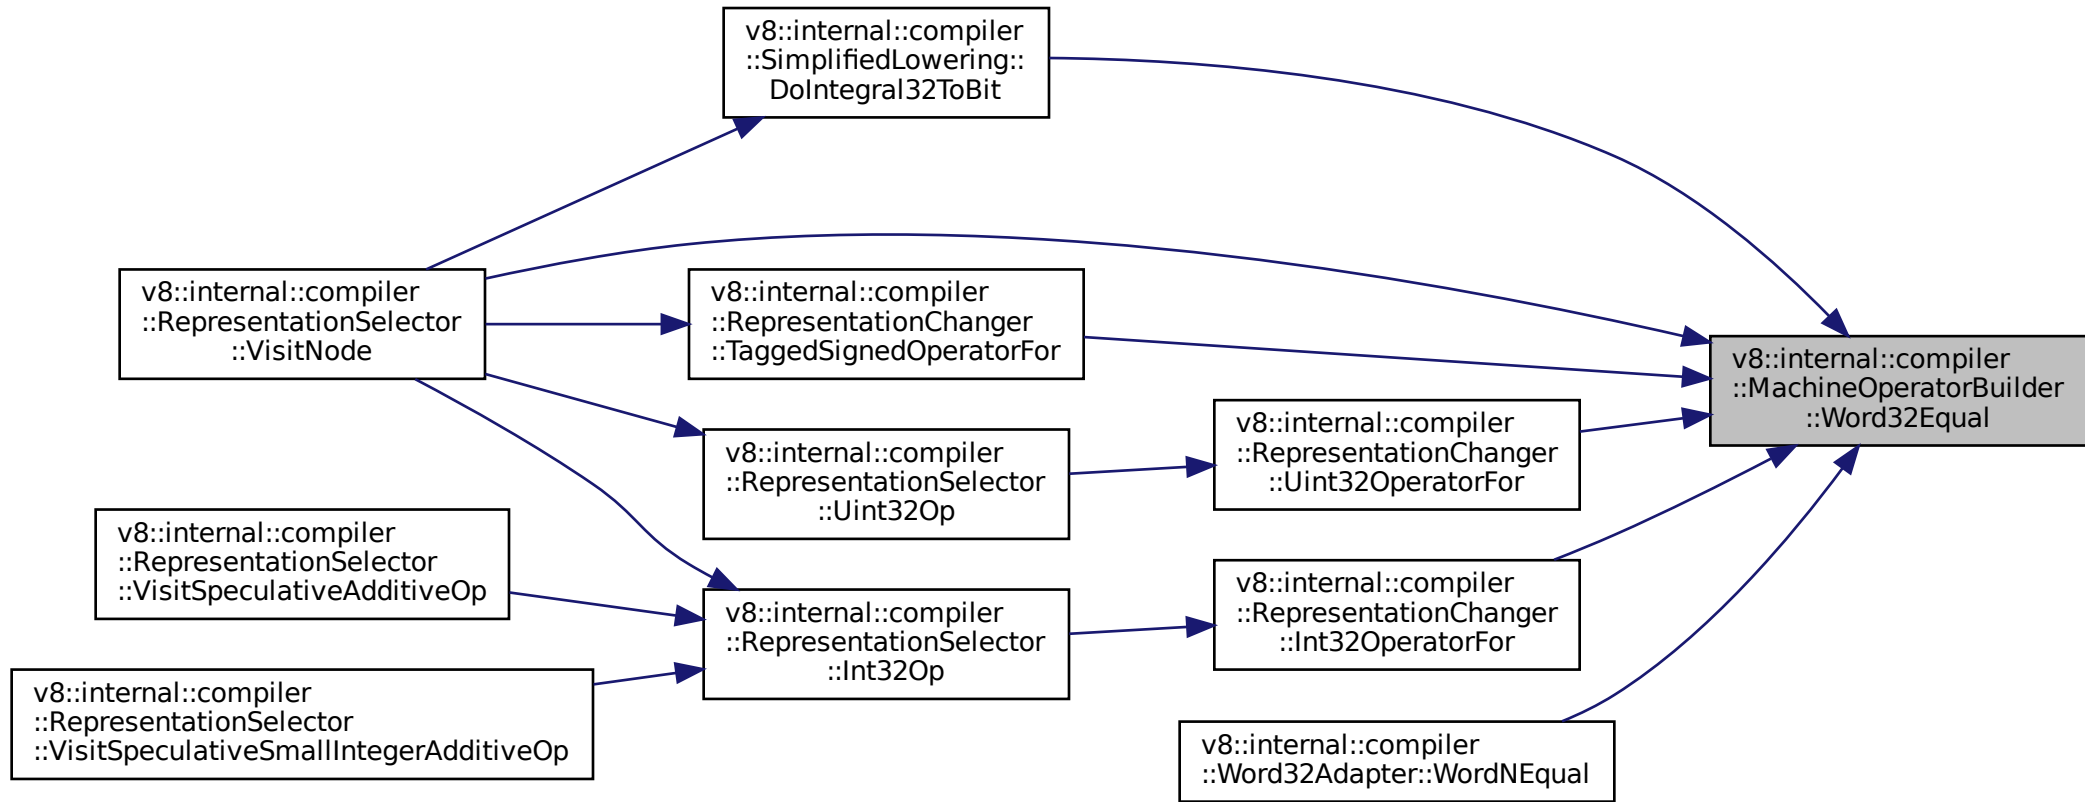 v8::internal::compiler
::SimplifiedLowering::
DoIntegral32ToBit
v8::internal::compiler
::RepresentationSelector
::VisitNode
v8::internal::compiler
::RepresentationChanger
::TaggedSignedOperatorFor
v8::internal::compiler
::MachineOperatorBuilder
::Word32Equal
v8::internal::compiler
::RepresentationChanger
::Uint32OperatorFor
v8::internal::compiler
::RepresentationSelector
::Uint32Op
v8::internal::compiler
::RepresentationSelector
::VisitSpeculativeAdditiveOp
v8::internal::compiler
::RepresentationChanger
::Int32OperatorFor
v8::internal::compiler
::RepresentationSelector
::Int32Op
v8::internal::compiler
::RepresentationSelector
::VisitSpeculativeSmallIntegerAdditiveOp
v8::internal::compiler
::Word32Adapter::WordNEqual